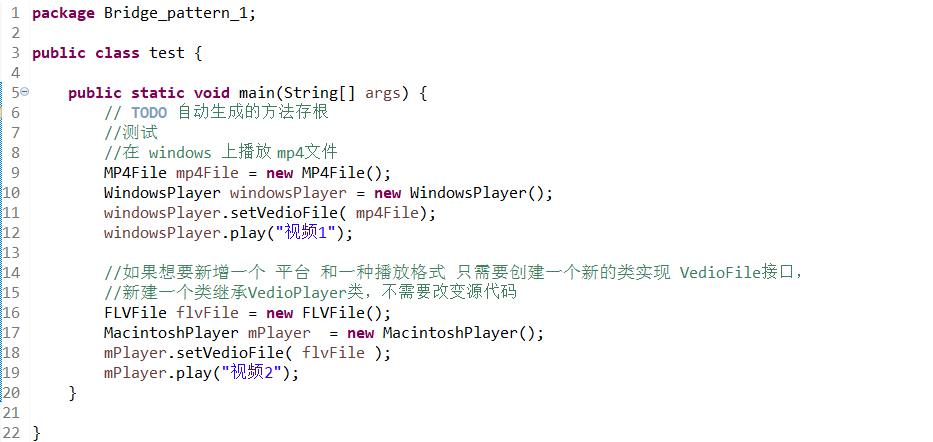 1 package Bridge_pattern_1;
2
3 public class test {
4
5 public static void main(String[] args) {
6 // TODO 自动生成的方法存根
7 //测试
8 //在 windows 上播放 mp4文件
9 MP4File mp4File = new MP4File();
10 WindowsPlayer windowsPlayer = new WindowsPlayer();
11 windowsPlayer.setVedioFile( mp4File);
12 windowsPlayer.play("视频1");
13
14 //如果想要新增一个 平台 和一种播放格式 只需要创建一个新的类实现 VedioFile接口,
15 //新建一个类继承VedioPlayer类, 不需要改变源代码
16 FLVFile flvFile = new FLVFile();
17 MacintoshPlayer mPlayer  = new MacintoshPlayer();
18 mPlayer.setVedioFile( flvFile );
19 mPlayer.play("视频2");
20 }
21
22 }